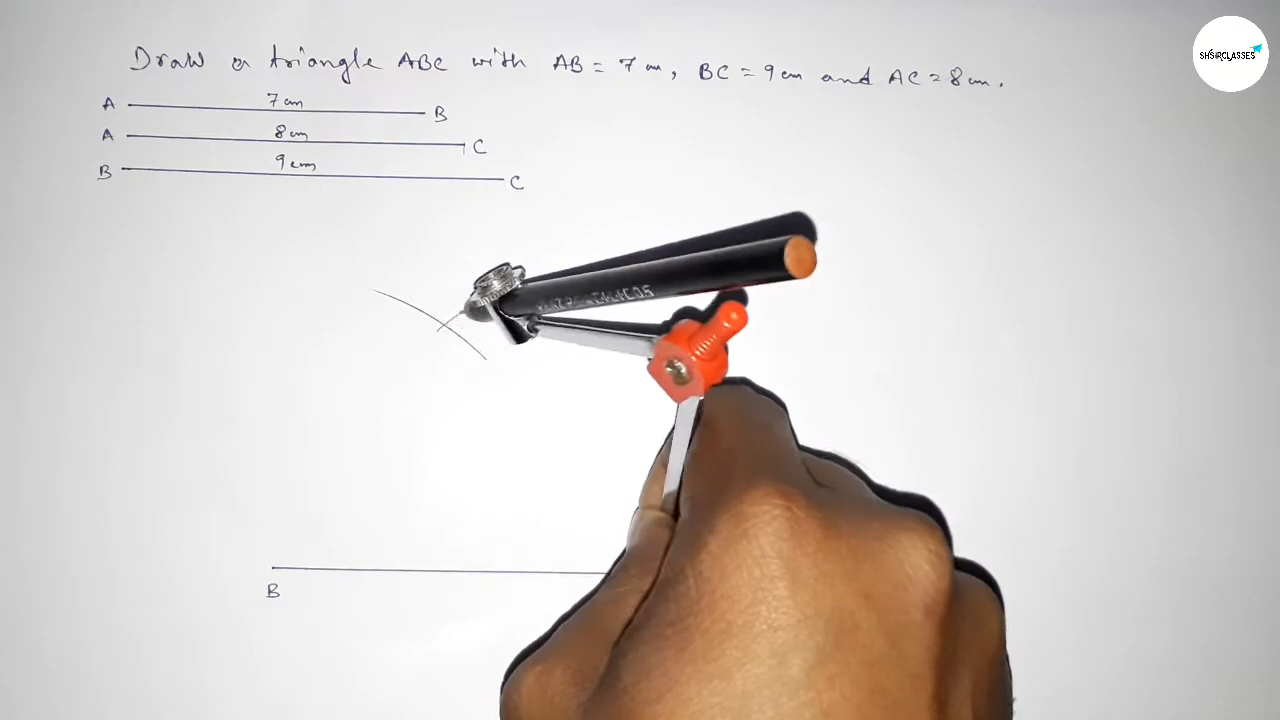 Draw a triangle ABC with AB = 7 cm, BC = 9 cm and AC = 8 cm.
SHSIRCLASSES
A 7 cm B
A 8 cm C
B 9 cm C
B